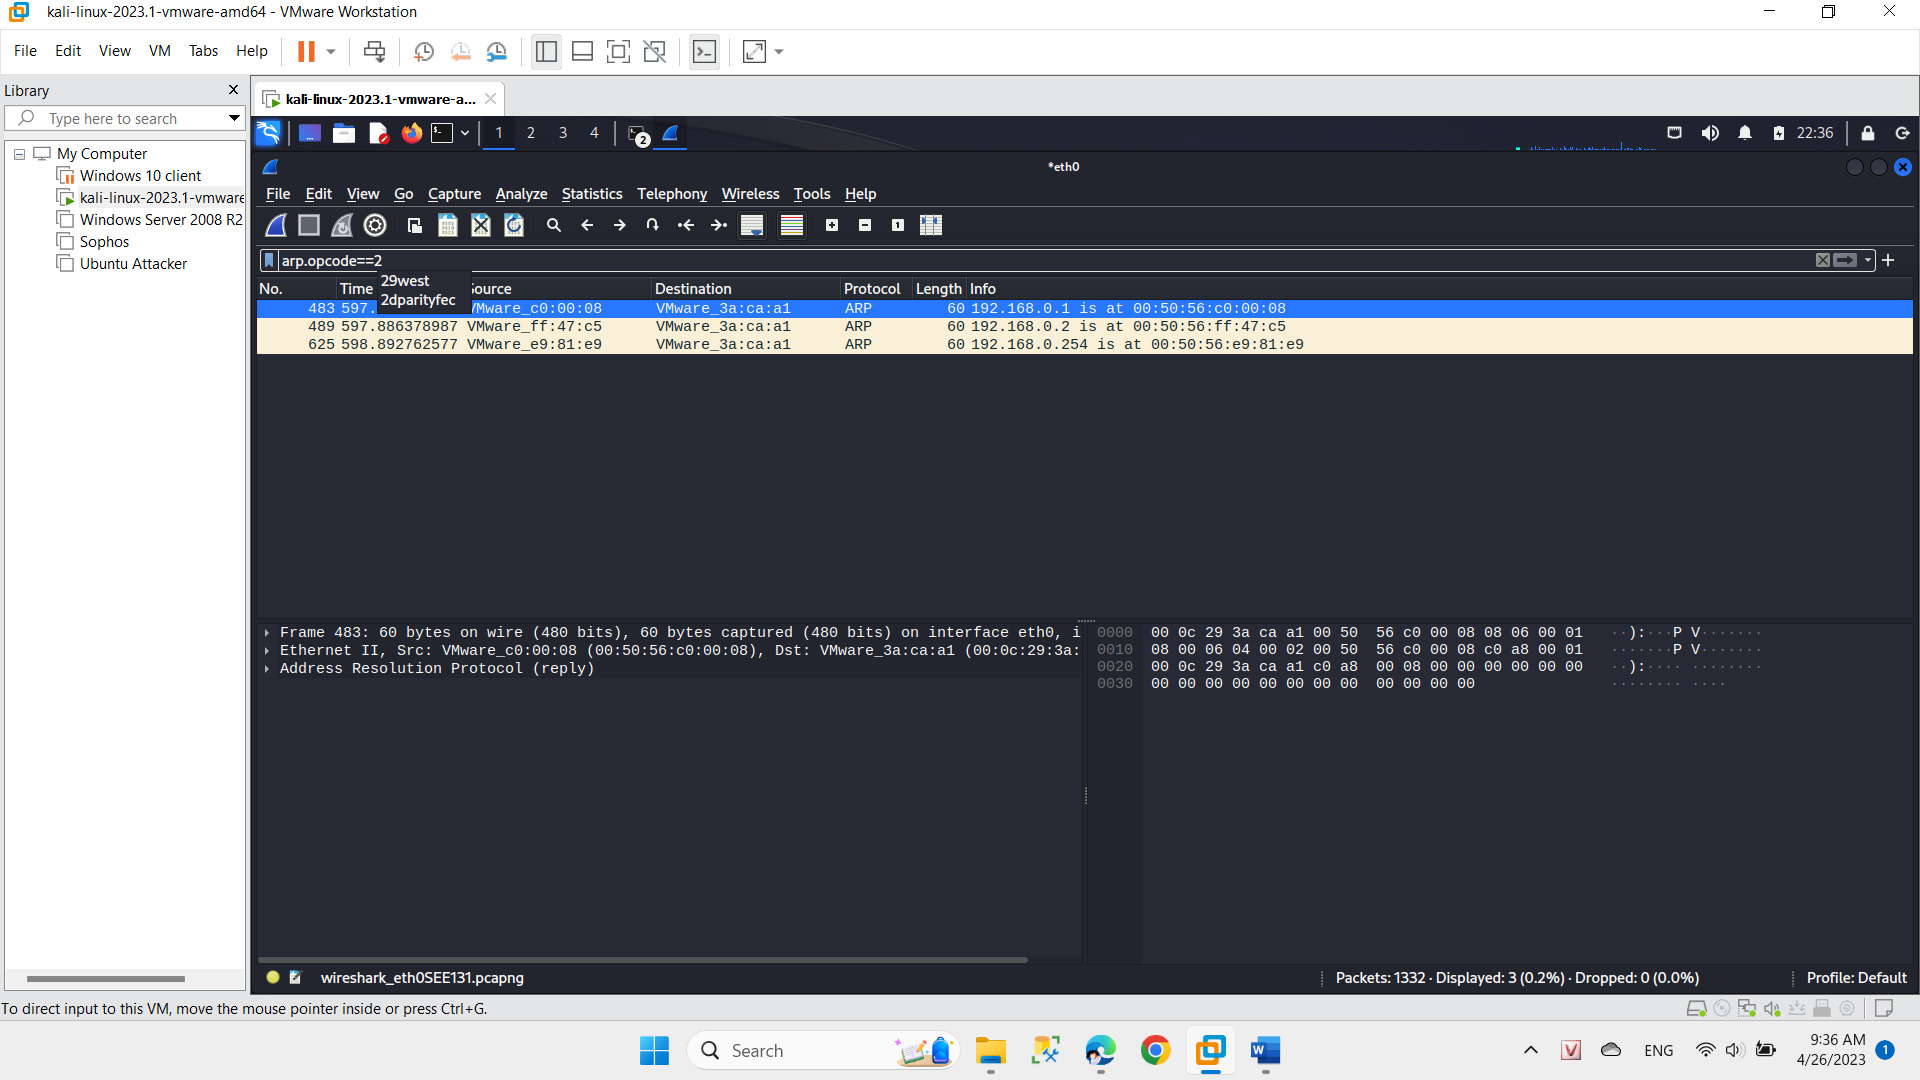 kali-linux-2023.1-vmware-amd64 - VMware Workstation
File Edit View VM Tabs Help
Library
kali-linux-2023.1-vmware-a...
Type here to search
My Computer
Windows 10 client
kali-linux-2023.1-vmware
Windows Server 2008 R2
Sophos
Ubuntu Attacker
1 2 3 4 2 22:36
*eth0
File Edit View Go Capture Analyze Statistics Telephony Wireless Tools Help
arp.opcode==2
29west
2dparityfec
No. Time Source Destination Protocol Length Info
483 597. VMware_c0:00:08 VMware_3a:ca:a1 ARP 60 192.168.0.1 is at 00:50:56:c0:00:08
489 597.886378987 VMware_ff:47:c5 VMware_3a:ca:a1 ARP 60 192.168.0.2 is at 00:50:56:ff:47:c5
625 598.892762577 VMware_e9:81:e9 VMware_3a:ca:a1 ARP 60 192.168.0.254 is at 00:50:56:e9:81:e9
Frame 483: 60 bytes on wire (480 bits), 60 bytes captured (480 bits) on interface eth0, i
Ethernet II, Src: VMware_c0:00:08 (00:50:56:c0:00:08), Dst: VMware_3a:ca:a1 (00:0c:29:3a:
Address Resolution Protocol (reply)
0000 00 0c 29 3a ca a1 00 50 56 c0 00 08 08 06 00 01 ··):···P V·······
0010 08 00 06 04 00 02 00 50 56 c0 00 08 c0 a8 00 01 ·······P V·······
0020 00 0c 29 3a ca a1 c0 a8 00 08 00 00 00 00 00 00 ··):···· ········
0030 00 00 00 00 00 00 00 00 00 00 00 00 ········ ····
wireshark_eth0SEE131.pcapng
Packets: 1332 · Displayed: 3 (0.2%) · Dropped: 0 (0.0%)
Profile: Default
To direct input to this VM, move the mouse pointer inside or press Ctrl+G.
Search
ENG
9:36 AM
4/26/2023
1